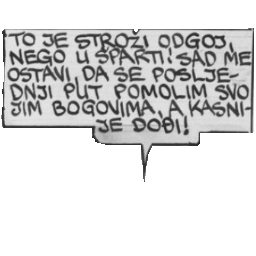 TO JE STROŽI ODGOJ,
NEGO U SPARTI! SAD ME
OSTAVI, DA SE POSLJE-
DNJI PUT POMOLIM SVO
JIM BOGOVIMA, A KASNI-
JE DOĐI!